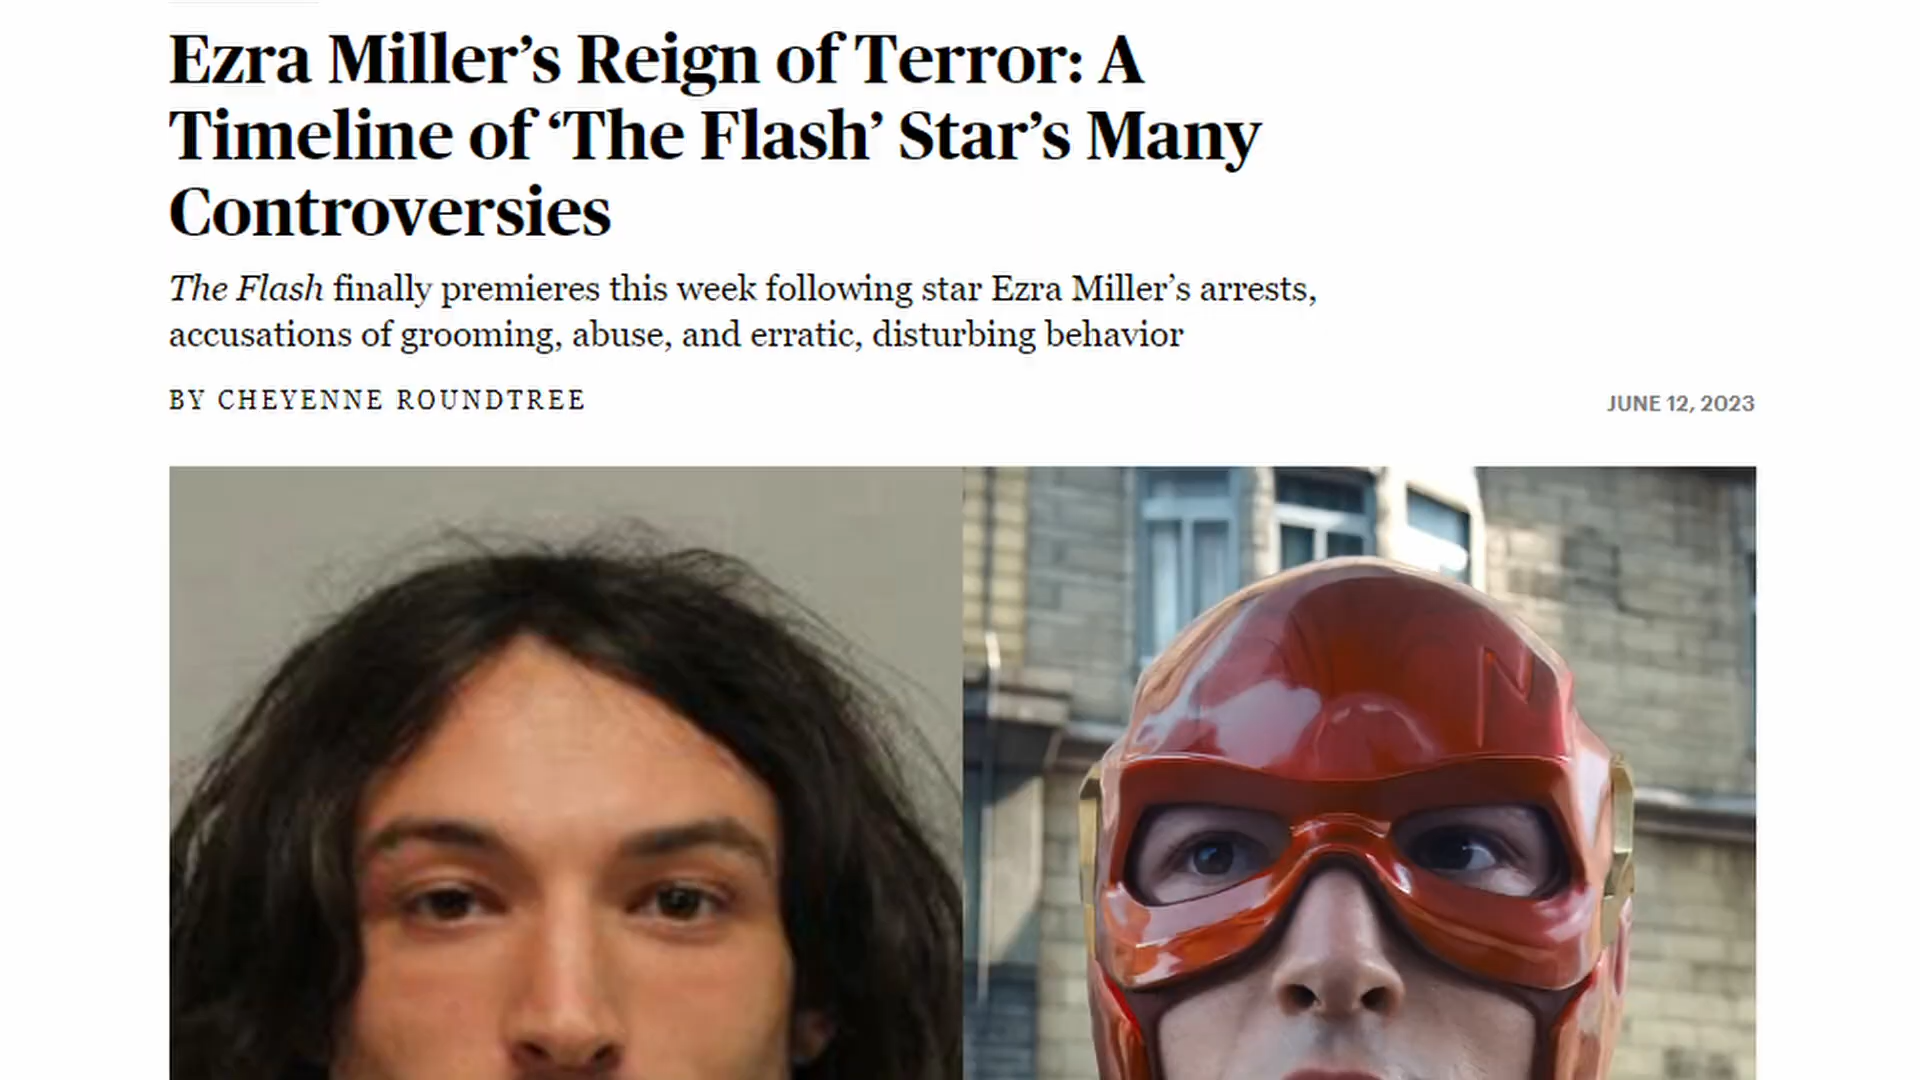 Ezra Miller’s Reign of Terror: A
Timeline of ‘The Flash’ Star’s Many
Controversies
The Flash finally premieres this week following star Ezra Miller’s arrests,
accusations of grooming, abuse, and erratic, disturbing behavior
BY CHEYENNE ROUNDTREE
JUNE 12, 2023